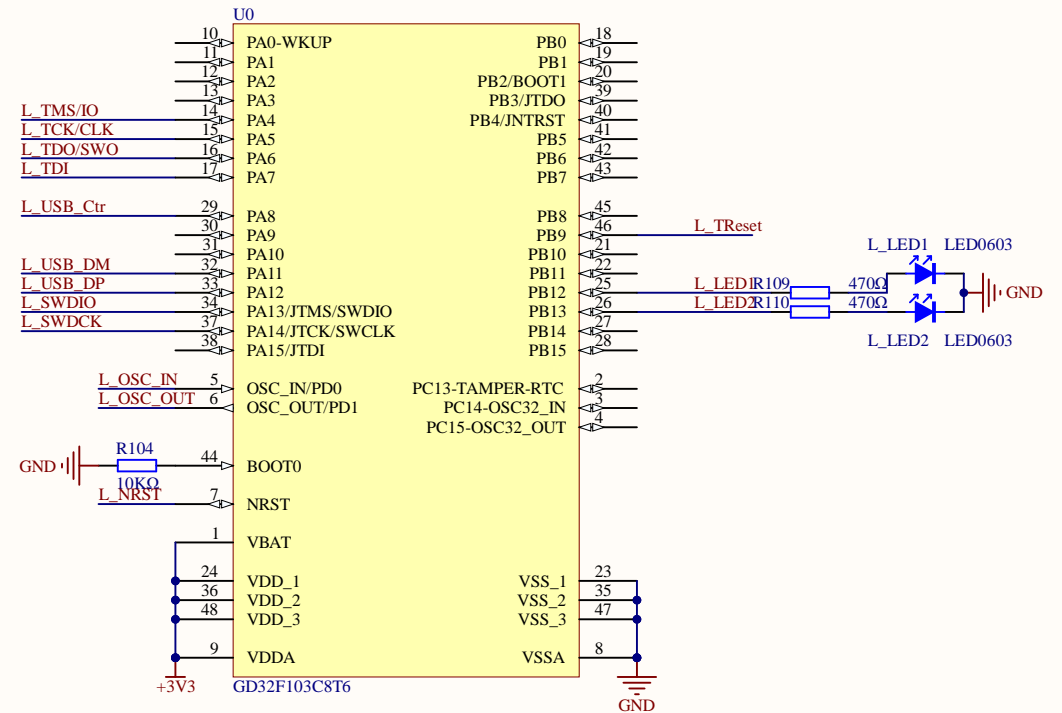 U0
10 PA0-WKUP PB0 18
11 PA1 PB1 19
12 PA2 PB2/BOOT1 20
13 PA3 PB3/JTDO 39
L_TMS/IO 14 PA4 PB4/JNTRST 40
L_TCK/CLK 15 PA5 PB5 41
L_TDO/SWO 16 PA6 PB6 42
L_TDI 17 PA7 PB7 43
L_USB_Ctr 29 PA8 PB8 45
30 PA9 PB9 46 L_TReset
31 PA10 PB10 21
L_LED1 LED0603
L_USB_DM 32 PA11 PB11 22
L_USB_DP 33 PA12 PB12 25 L_LED1 R109 470Ω
GND
L_SWDIO 34 PA13/JTMS/SWDIO PB13 26 L_LED2 R110 470Ω
L_SWDCK 37 PA14/JTCK/SWCLK PB14 27
L_LED2 LED0603
38 PA15/JTDI PB15 28
L_OSC_IN 5 OSC_IN/PD0 PC13-TAMPER-RTC 2
L_OSC_OUT 6 OSC_OUT/PD1 PC14-OSC32_IN 3
PC15-OSC32_OUT 4
R104
GND 44 BOOT0
10KΩ
L_NRST 7 NRST
1 VBAT
24 VDD_1 VSS_1 23
36 VDD_2 VSS_2 35
48 VDD_3 VSS_3 47
9 VDDA VSSA 8
+3V3 GD32F103C8T6
GND